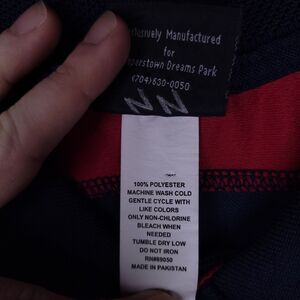 Manufactured
for
Dreams Park
(704)630-0050
100% POLYESTER
MACHINE WASH COLD
GENTLE CYCLE WITH
LIKE COLORS
ONLY NON-CHLORINE
BLEACH WHEN
NEEDED
TUMBLE DRY LOW
DO NOT IRON
RN#89050
MADE IN PAKISTAN